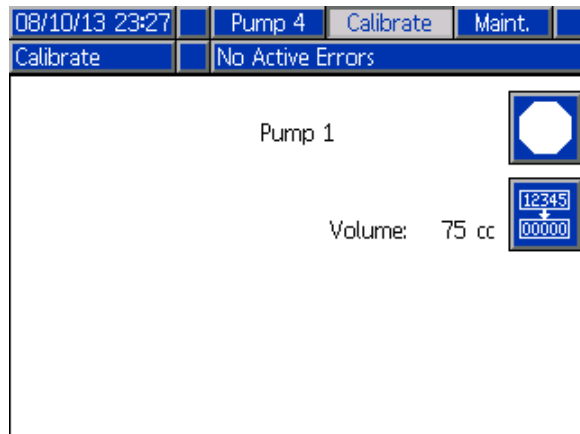 08/10/13 23:27 Pump 4 Calibrate Maint.
Calibrate No Active Errors
Pump 1
12345
Volume: 75 cc 00000